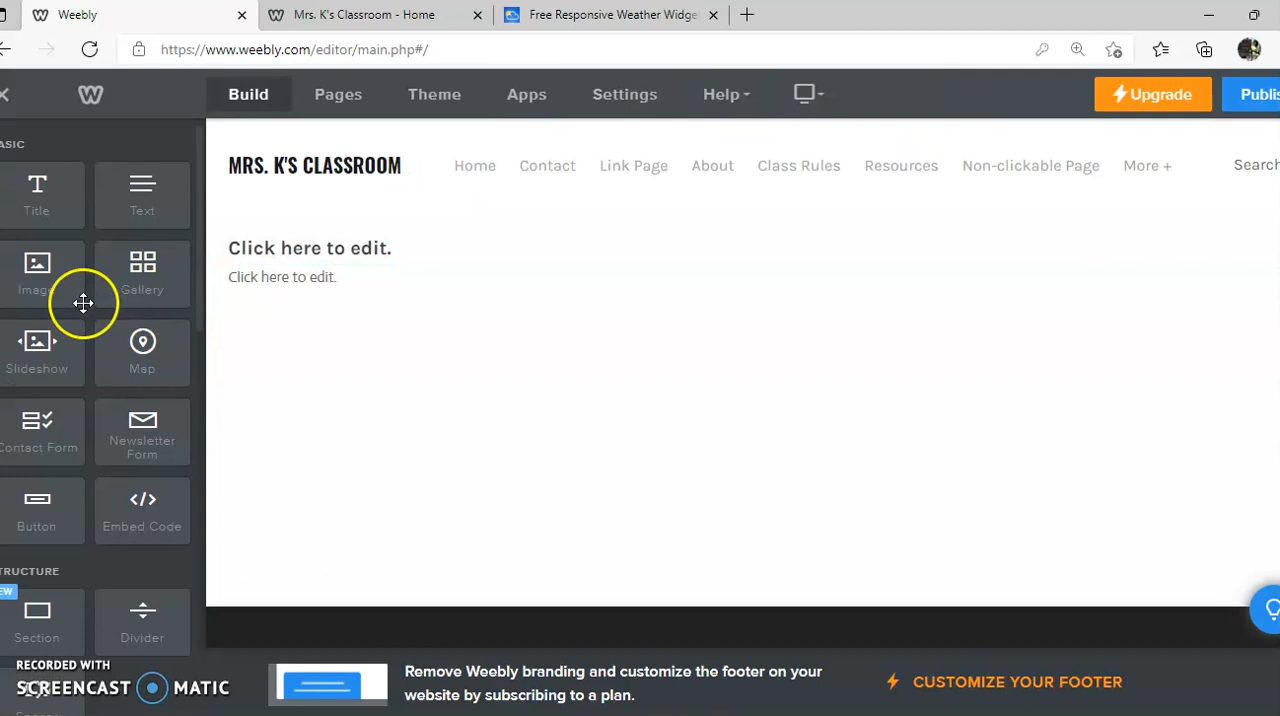 Weebly
Mrs. K's Classroom - Home
Free Responsive Weather Widge
https://www.weebly.com/editor/main.php#/
Build
Pages
Theme
Apps
Settings
Help
Upgrade
Publis
ASIC
Title
Text
Image
Gallery
Slideshow
Map
Contact Form
Newsletter
Form
Button
Embed Code
TRUCTURE
EW
Section
Divider
MRS. K'S CLASSROOM
Home
Contact
Link Page
About
Class Rules
Resources
Non-clickable Page
More +
Search
Click here to edit.
Click here to edit.
RECORDED WITH
SCREENCAST MATIC
Remove Weebly branding and customize the footer on your
website by subscribing to a plan.
CUSTOMIZE YOUR FOOTER